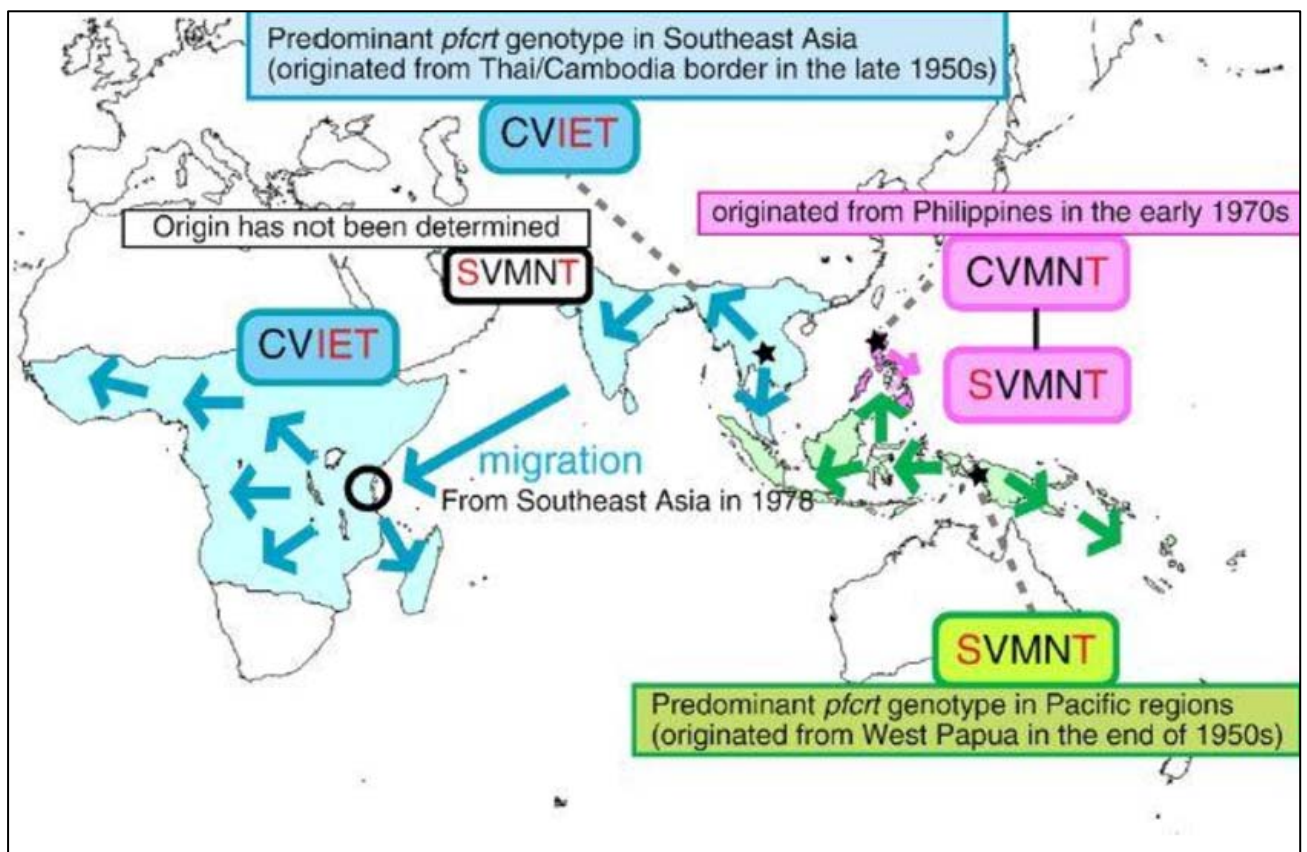 Predominant pfcrt genotype in Southeast Asia
(originated from Thai/Cambodia border in the late 1950s)
CVIET
originated from Philippines in the early 1970s
Origin has not been determined
SVMNT
CVMNT
CVIET
SVMNT
migration
From Southeast Asia in 1978
SVMNT
Predominant pfcrt genotype in Pacific regions
(originated from West Papua in the end of 1950s)